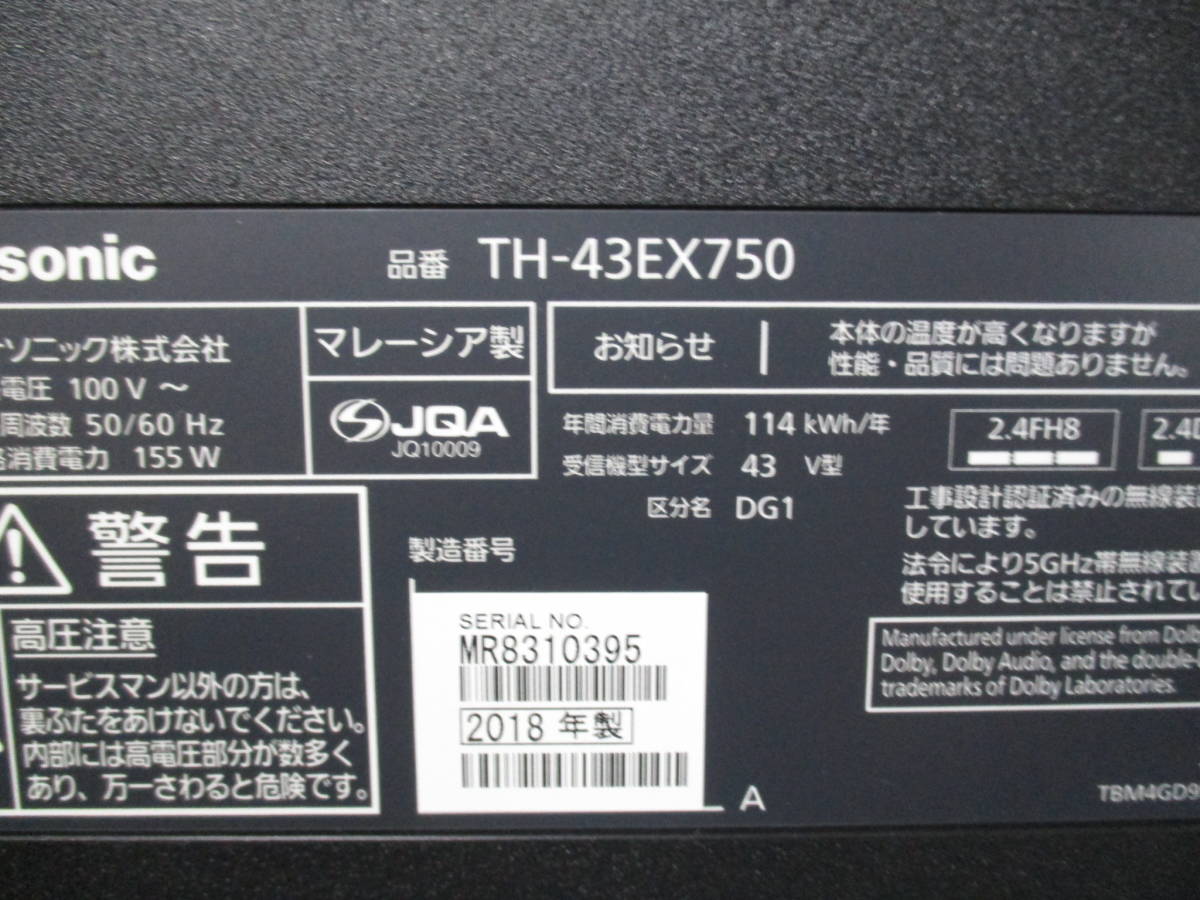 sonic
品番 TH-43EX750
ソニック株式会社
電圧 100 V ～
周波数 50/60 Hz
消費電力 155 W
マレーシア製
JQA
JQ10009
お知らせ
本体の温度が高くなりますが
性能・品質には問題ありません。
年間消費電力量 114 kWh/年
受信機型サイズ 43 V型
区分名 DG1
2.4FH8
2.4D
工事設計認証済みの無線装
しています。
法令により5GHz帯無線装置
使用することは禁止されてい
警告
高圧注意
サービスマン以外の方は、
裏ぶたをあけないでください。
内部には高電圧部分が数多く
あり、万一さわると危険です。
製造番号
SERIAL NO.
MR8310395
2018 年製
A
Manufactured under license from Dolb
Dolby, Dolby Audio, and the double-
trademarks of Dolby Laboratories.
TBM4GD9